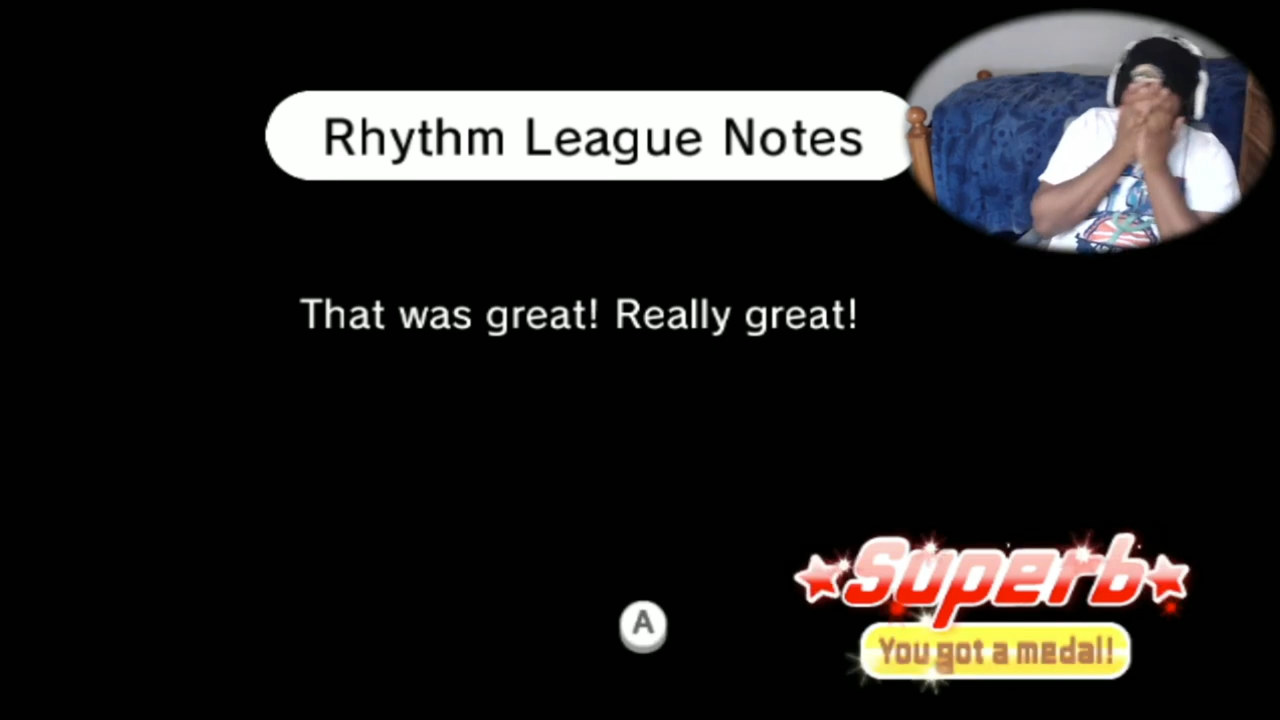 Rhythm League Notes
That was great! Really great!
Superb
You got a medal!
A